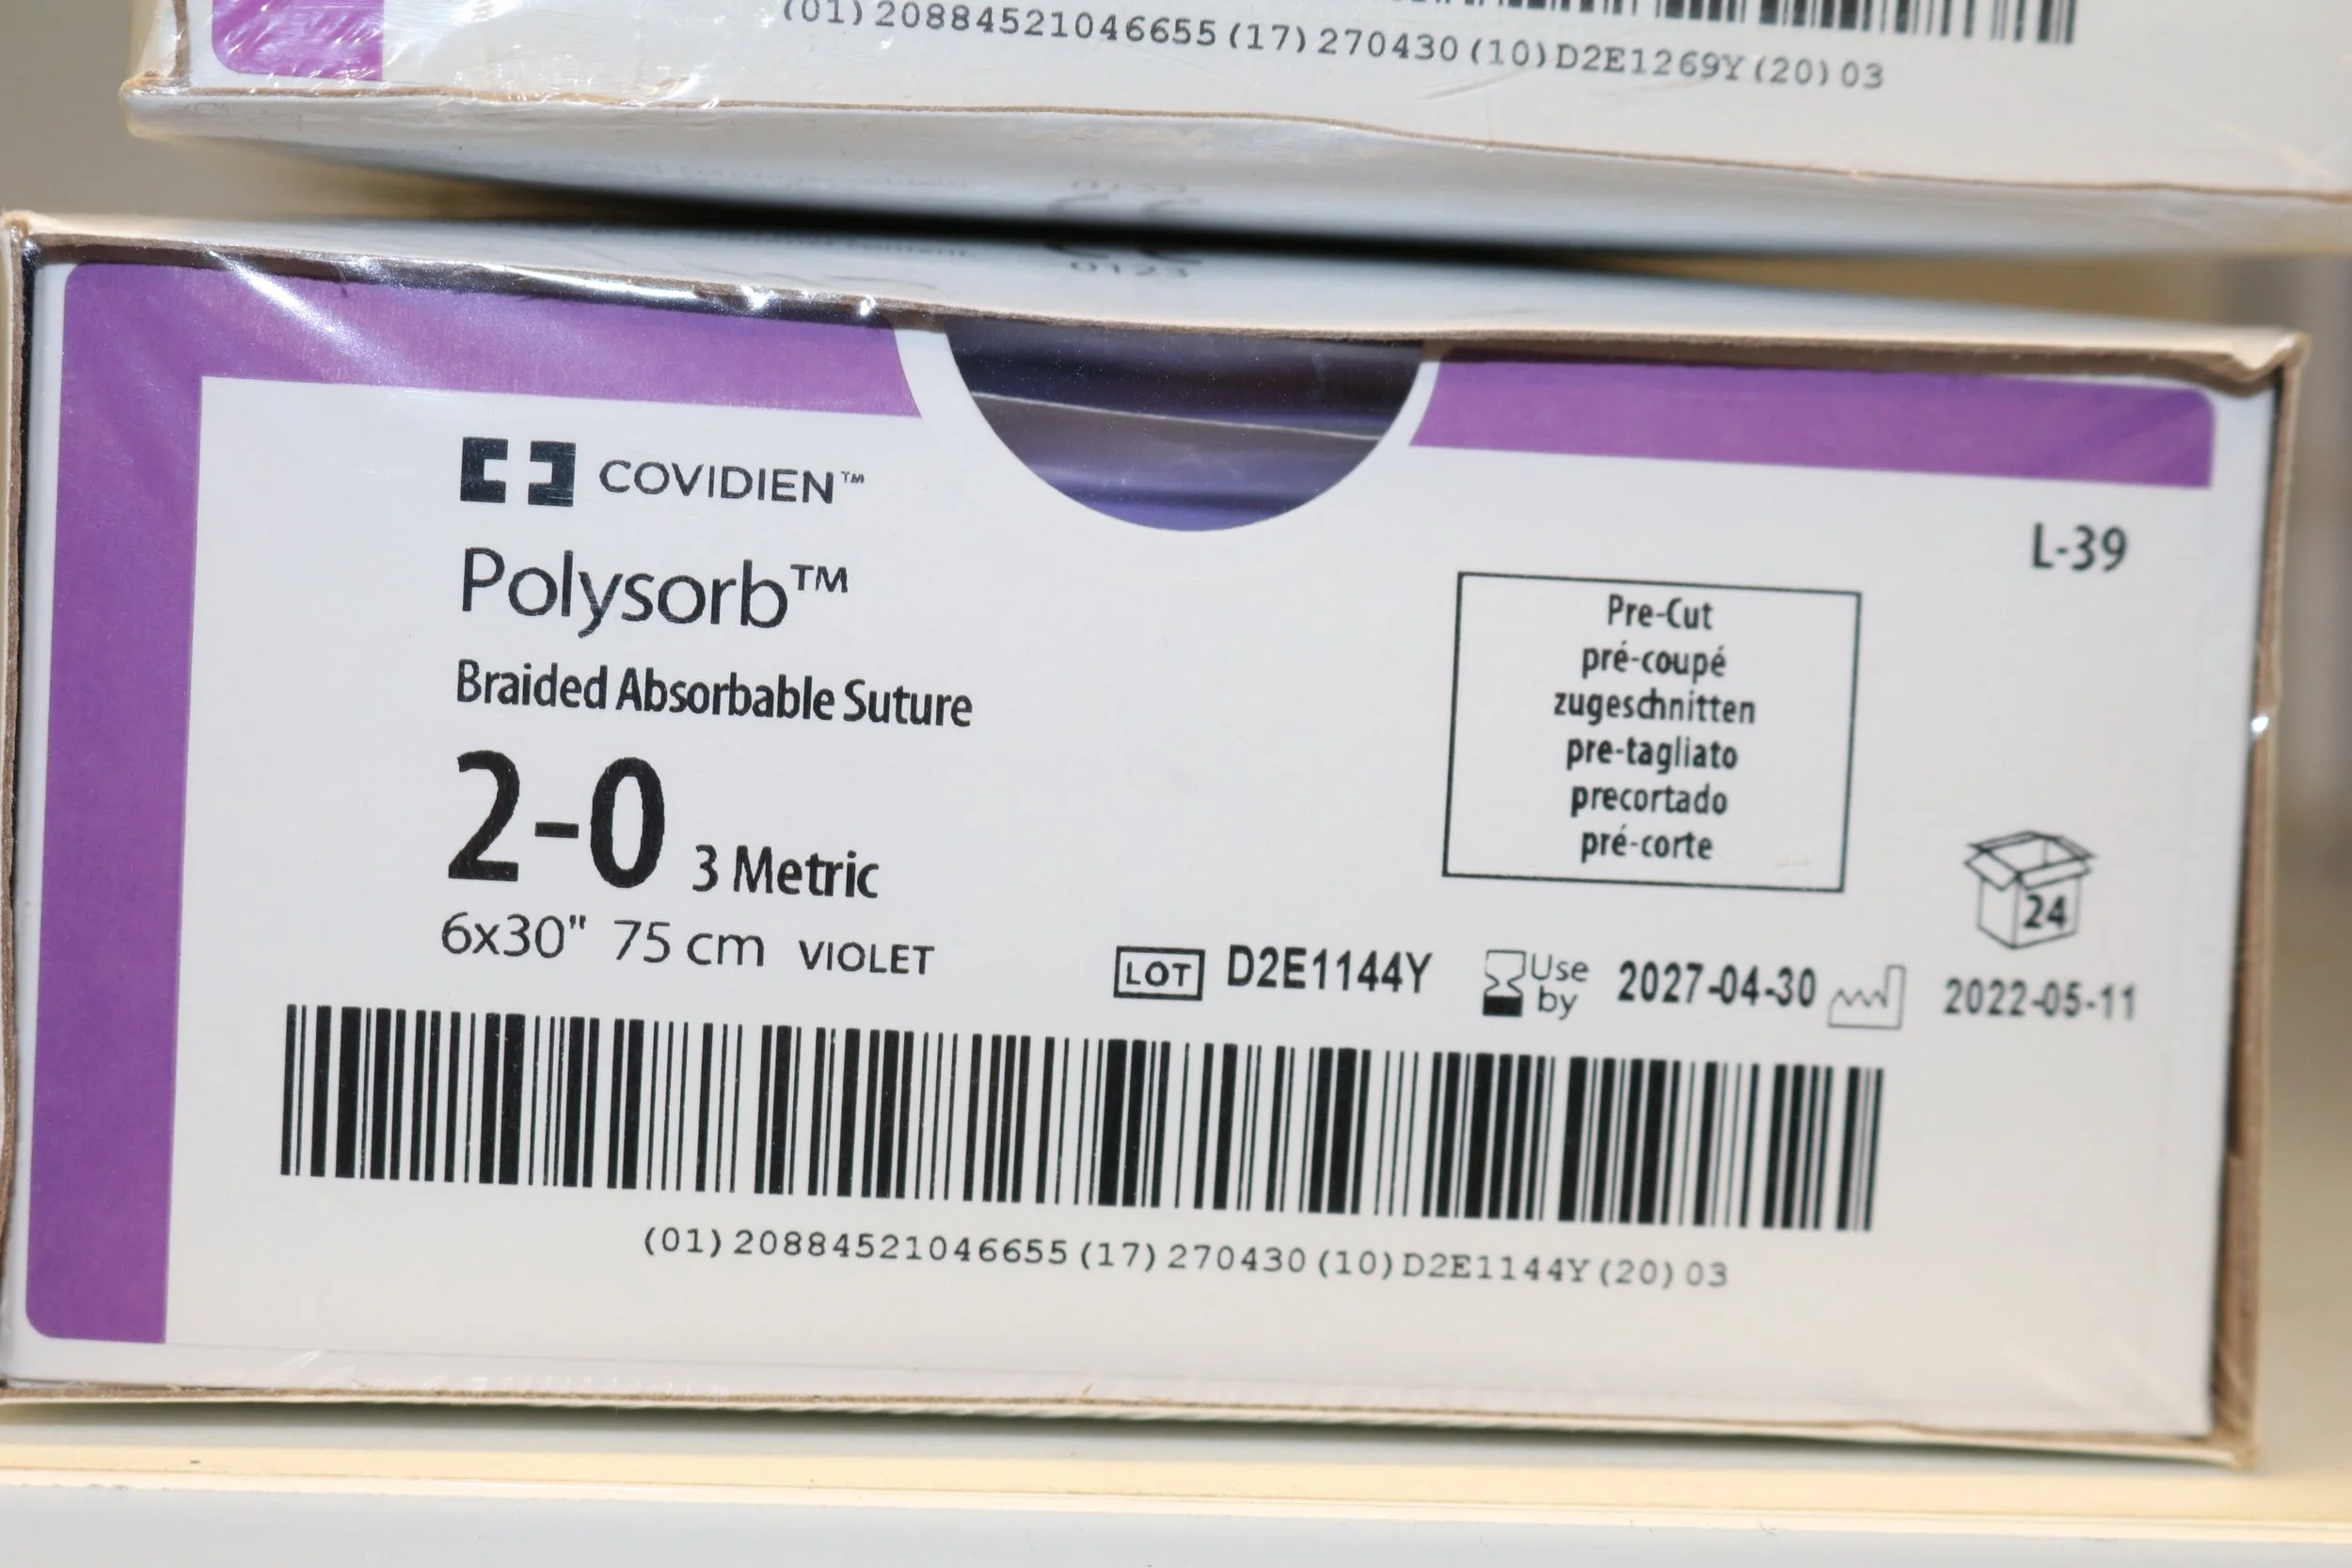 (01)20884521046655(17)270430(10)D2E1269Y(20)03
0123
COVIDIEN™
Polysorb™
Braided Absorbable Suture
2-0 3 Metric
6x30" 75 cm VIOLET
L-39
Pre-Cut
pré-coupé
zugeschnitten
pre-tagliato
precortado
pré-corte
24
LOT D2E1144Y Use by 2027-04-30 2022-05-11
(01)20884521046655(17)270430(10)D2E1144Y(20)03